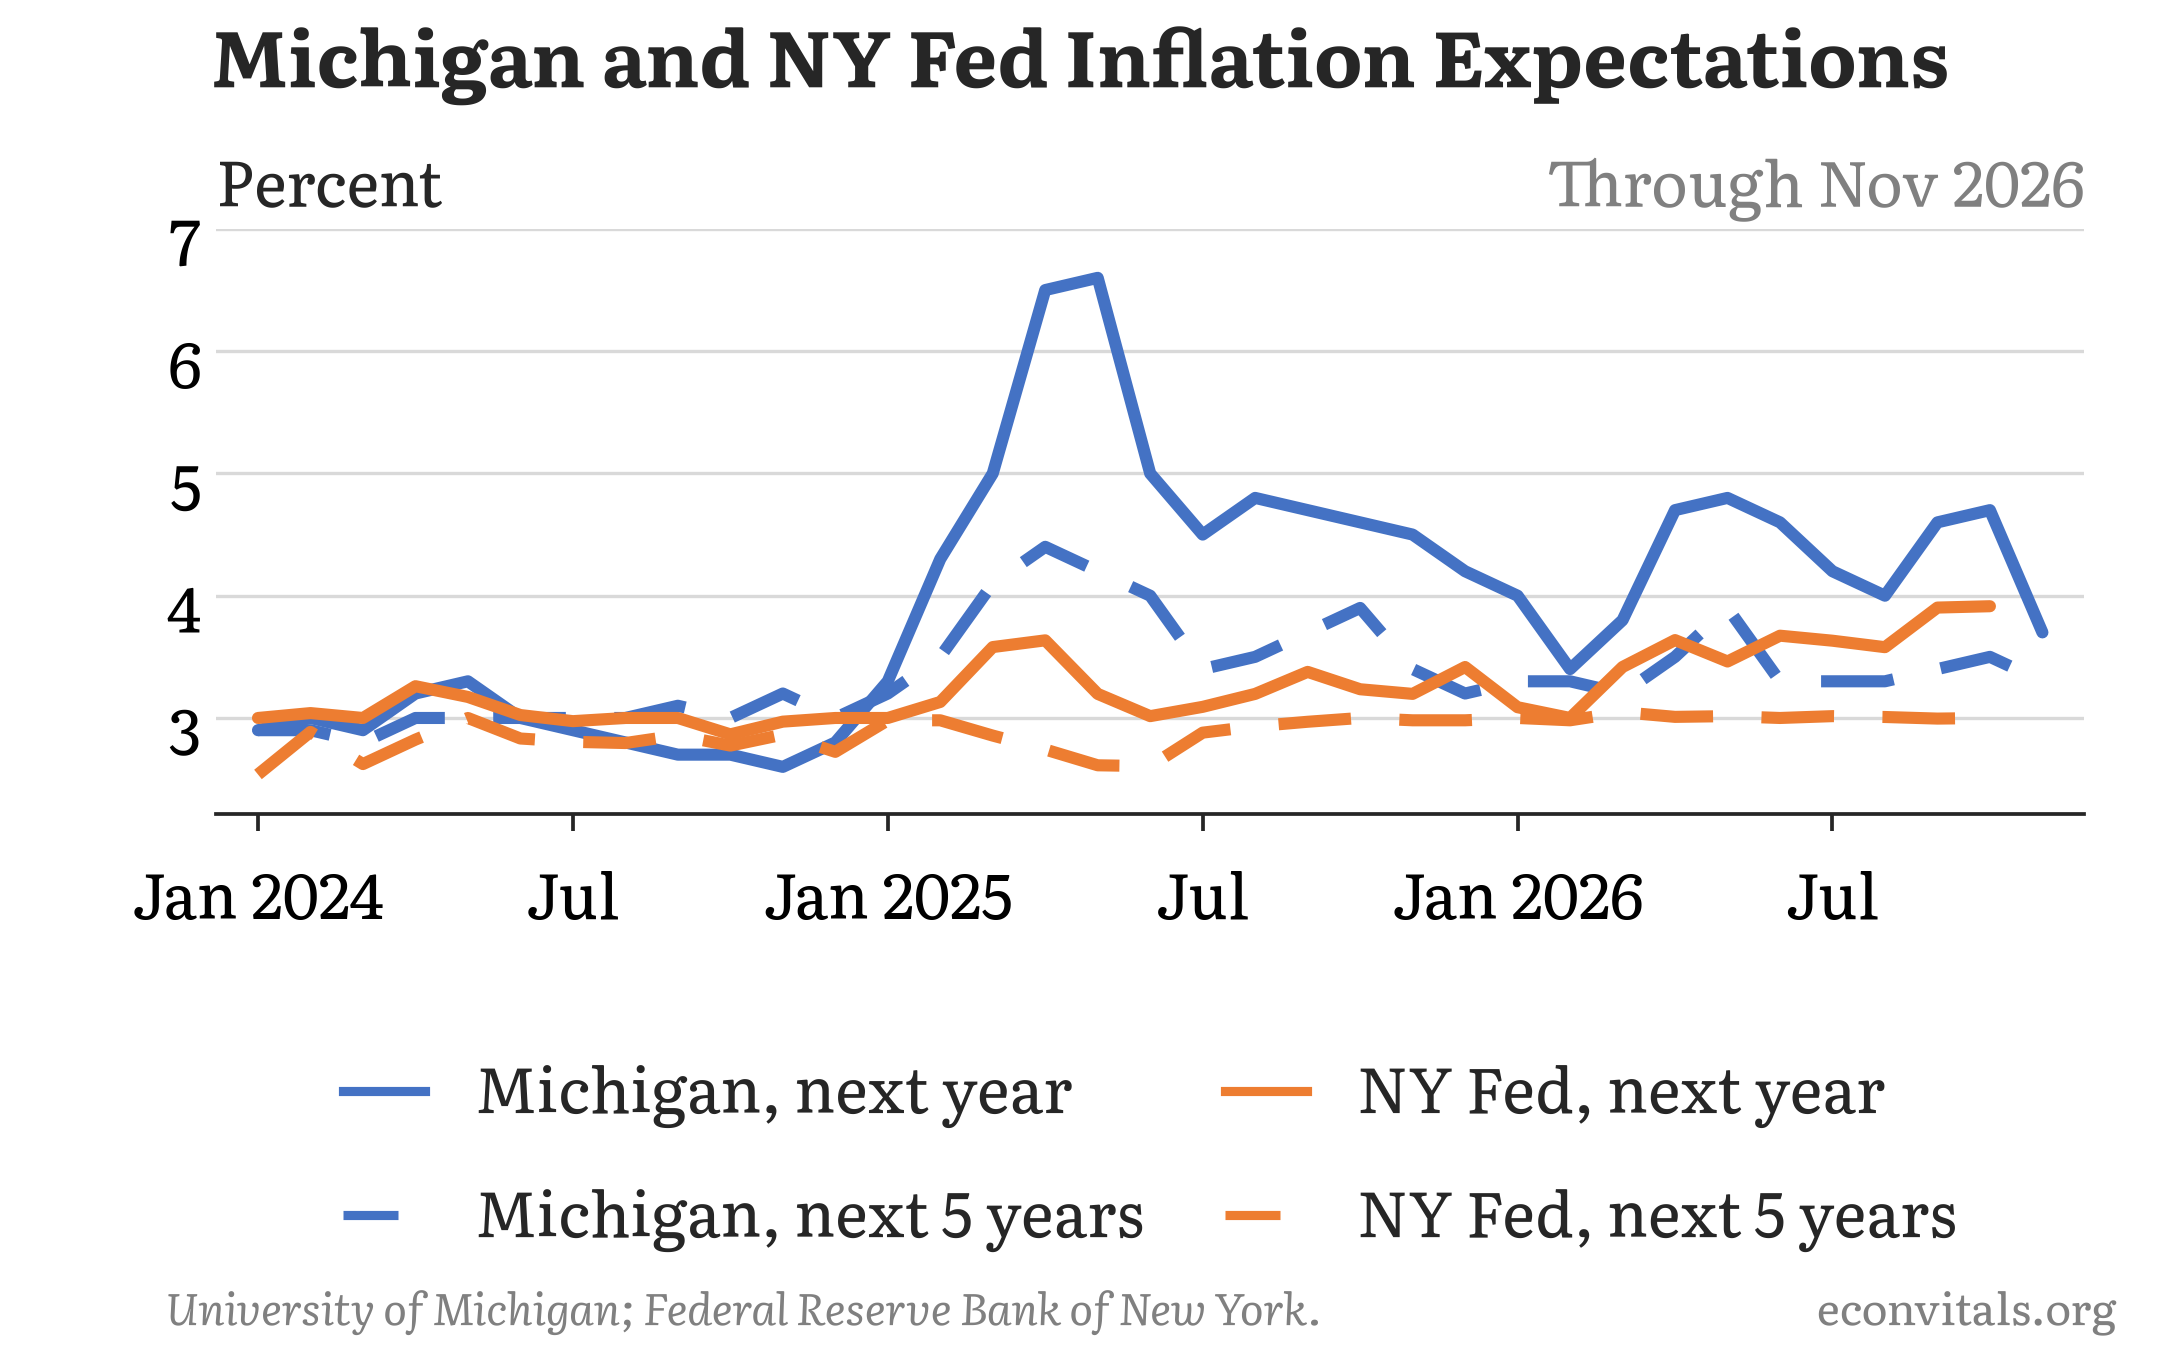 Michigan and NY Fed Inflation Expectations
Percent
Through Nov 2026
7
6
5
4
3
Jan 2024 Jul Jan 2025 Jul Jan 2026 Jul
Michigan, next year
NY Fed, next year
Michigan, next 5 years
NY Fed, next 5 years
University of Michigan; Federal Reserve Bank of New York.
econvitals.org